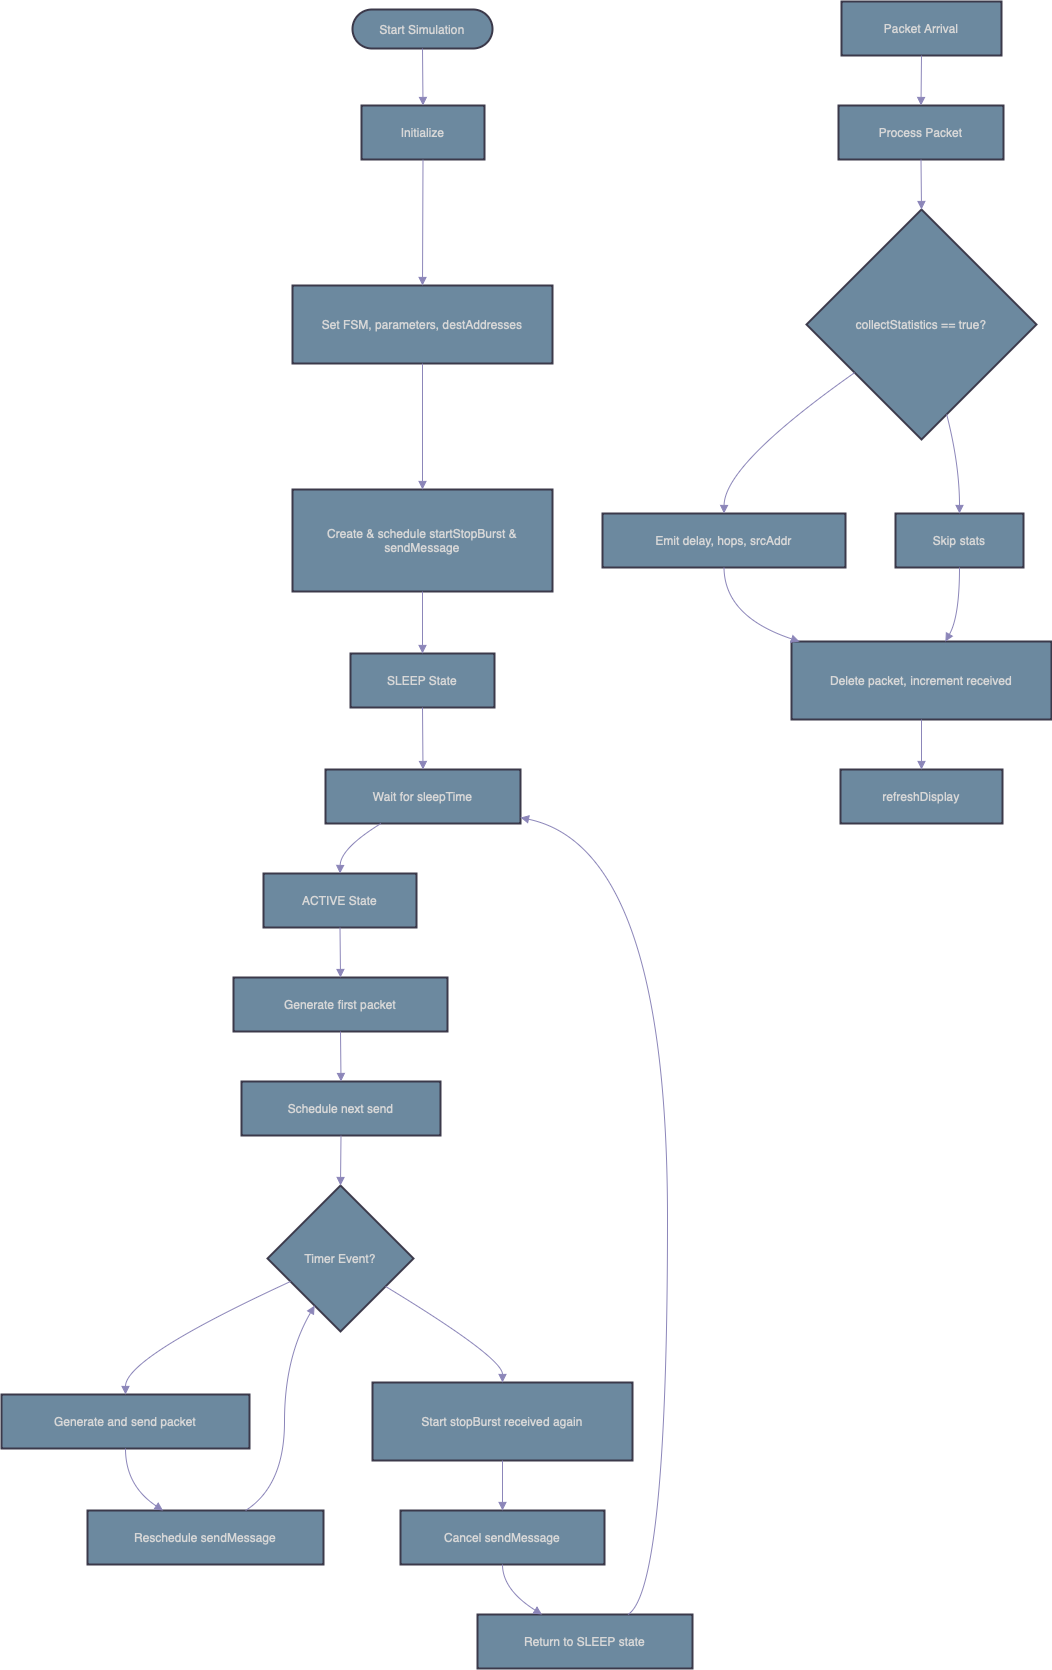 Start Simulation
Initialize
Set FSM, parameters, destAddresses
Create & schedule startStopBurst &
sendMessage
SLEEP State
Wait for sleepTime
ACTIVE State
Generate first packet
Schedule next send
Timer Event?
Generate and send packet
Reschedule sendMessage
Start stopBurst received again
Cancel sendMessage
Return to SLEEP state
Packet Arrival
Process Packet
collectStatistics == true?
Emit delay, hops, srcAddr
Skip stats
Delete packet, increment received
refreshDisplay